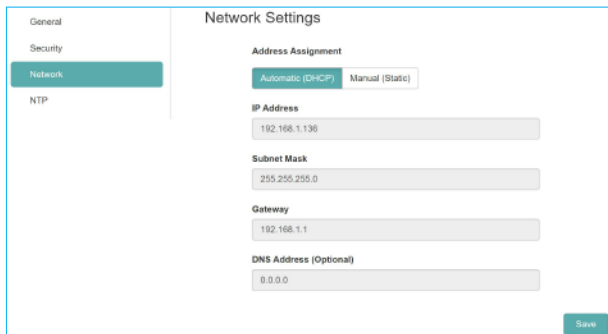 General
Security
Network
NTP
Network Settings
Address Assignment
Automatic (DHCP) Manual (Static)
IP Address
192.168.1.136
Subnet Mask
255.255.255.0
Gateway
192.168.1.1
DNS Address (Optional)
0.0.0.0
Save